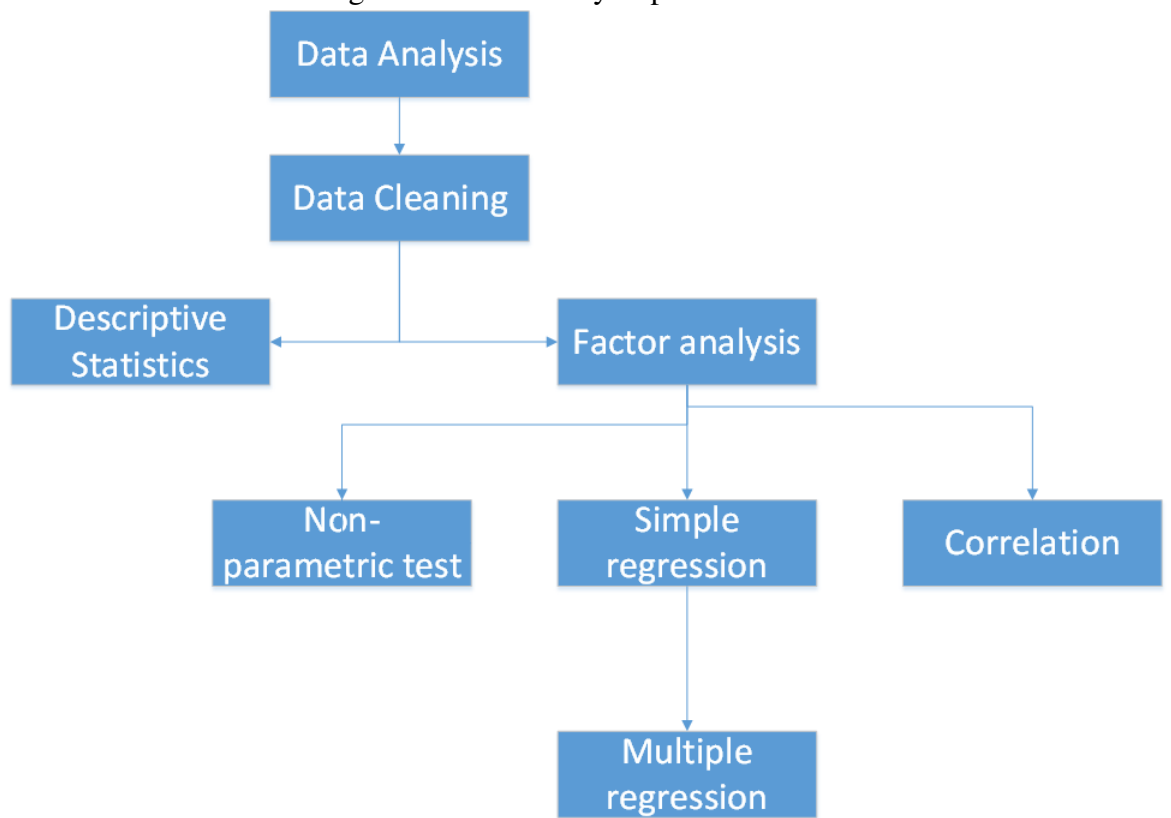 Data Analysis
Data Cleaning
Descriptive
Statistics
Factor analysis
Non-
parametric test
Simple
regression
Correlation
Multiple
regression